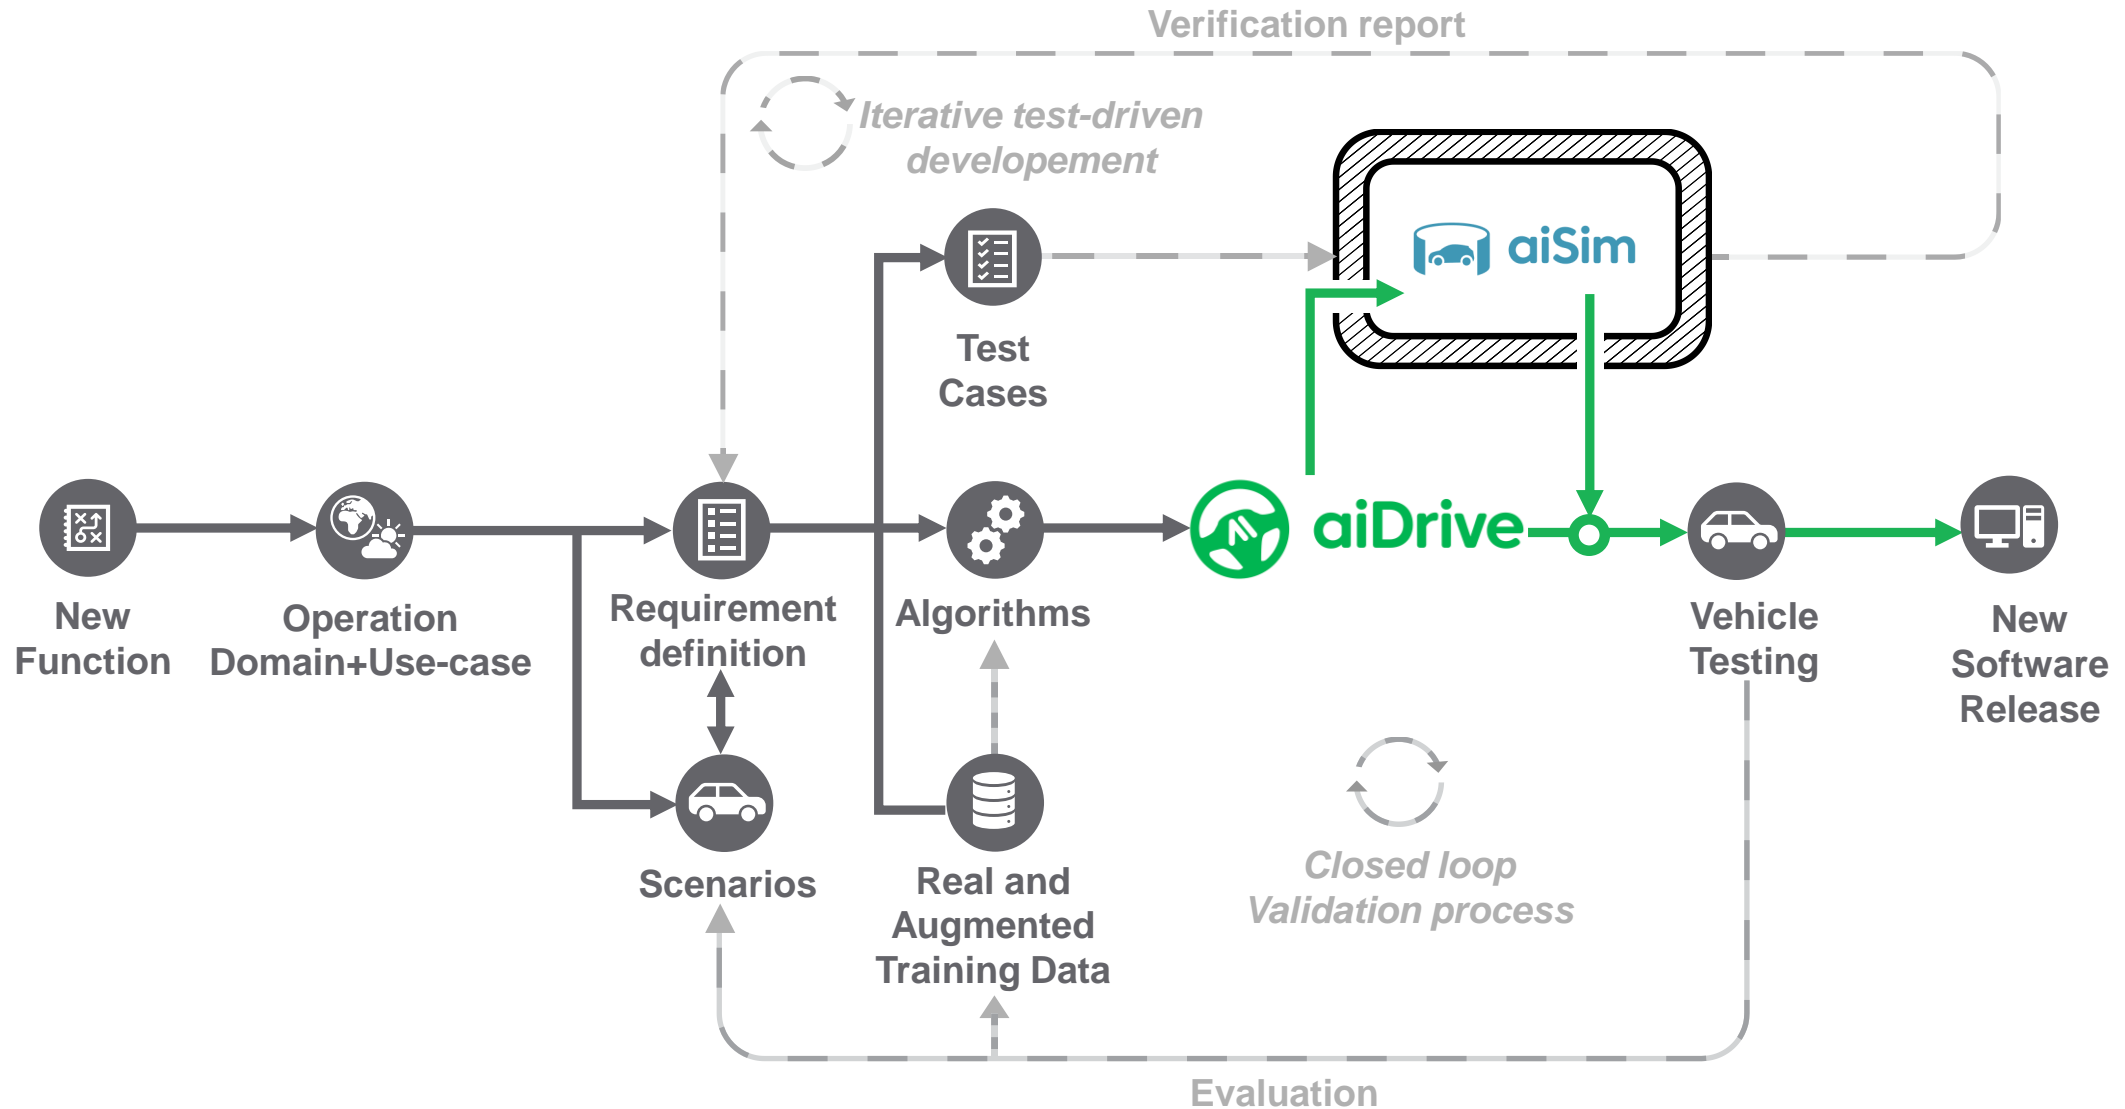 Verification report
Iterative test-driven
developement
aiSim
Test
Cases
aiDrive
New
Function
Operation
Domain+Use-case
Requirement
definition
Algorithms
Vehicle
Testing
New
Software
Release
Scenarios
Real and
Augmented
Training Data
Closed loop
Validation process
Evaluation